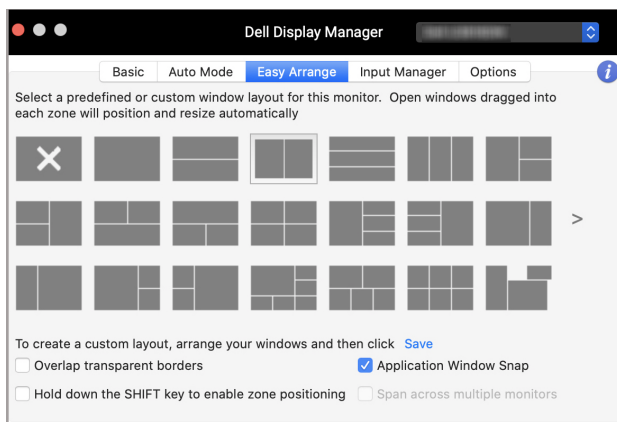 Dell Display Manager
Basic Auto Mode Easy Arrange Input Manager Options i
Select a predefined or custom window layout for this monitor. Open windows dragged into
each zone will position and resize automatically
>
To create a custom layout, arrange your windows and then click Save
Overlap transparent borders Application Window Snap
Hold down the SHIFT key to enable zone positioning Span across multiple monitors